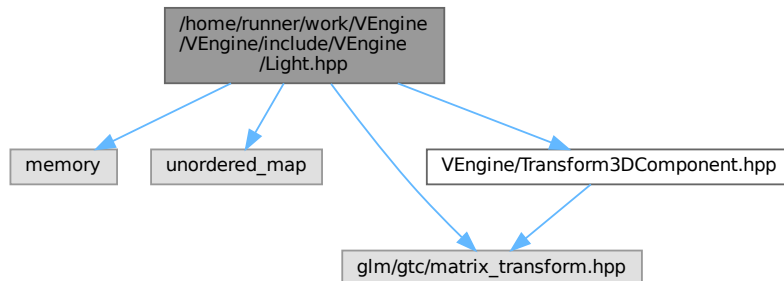 /home/runner/work/VEngine
/VEngine/include/VEngine
/Light.hpp
memory
unordered_map
VEngine/Transform3DComponent.hpp
glm/gtc/matrix_transform.hpp